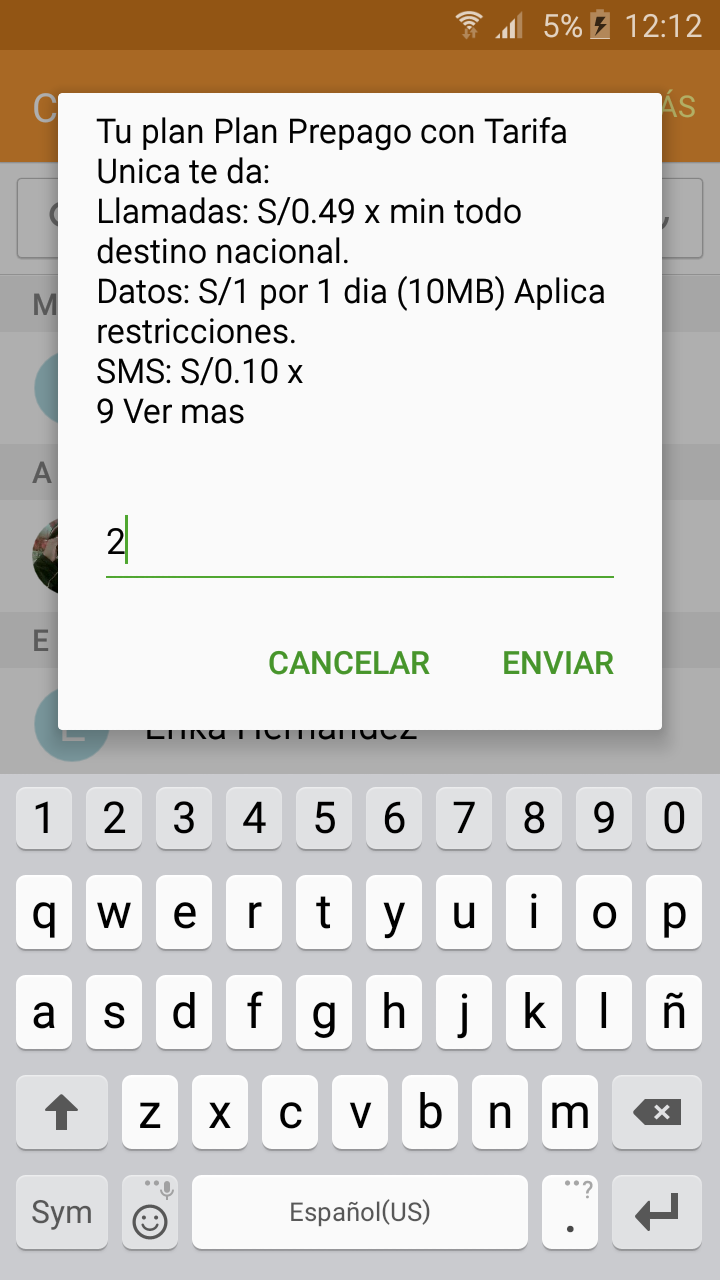 5% 12:12
C ÁS
Tu plan Plan Prepago con Tarifa
Unica te da:
Llamadas: S/0.49 x min todo
destino nacional.
Datos: S/1 por 1 dia (10MB) Aplica
restricciones.
SMS: S/0.10 x
9 Ver mas
2
CANCELAR ENVIAR
M
A
E
E Erika Hernandez
1 2 3 4 5 6 7 8 9 0
q w e r t y u i o p
a s d f g h j k l ñ
z x c v b n m
Sym Español(US) . ?